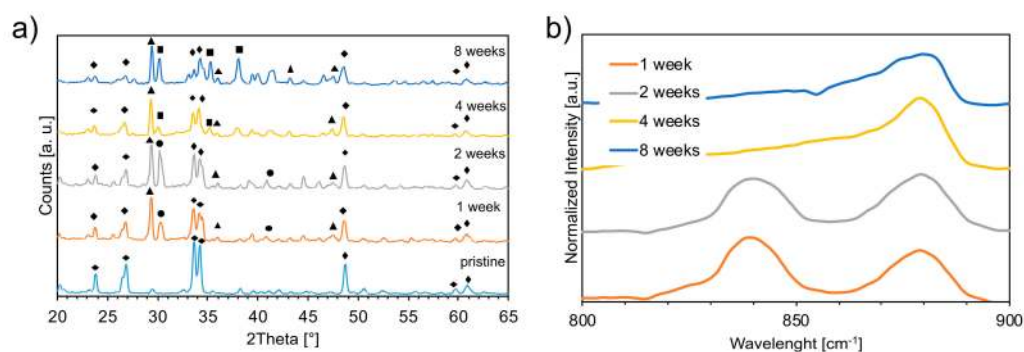 a)
8 weeks
4 weeks
2 weeks
1 week
pristine
Counts [a. u.]
20 25 30 35 40 45 50 55 60 65
2Theta [°]
b)
1 week
2 weeks
4 weeks
8 weeks
Normalized Intensity [a.u.]
800 850 900
Wavelenght [cm-1]